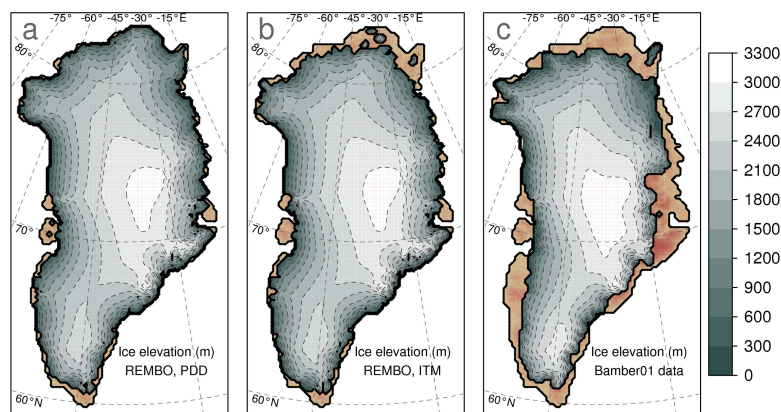 a
-75° -60° -45° -30° -15° E
80°
70°
60°N
Ice elevation (m)
REMBO, PDD
b
-75° -60° -45° -30° -15° E
80°
70°
60°N
Ice elevation (m)
REMBO, ITM
c
-75° -60° -45° -30° -15° E
80°
70°
60°N
Ice elevation (m)
Bamber01 data
3300
3000
2700
2400
2100
1800
1500
1200
900
600
300
0